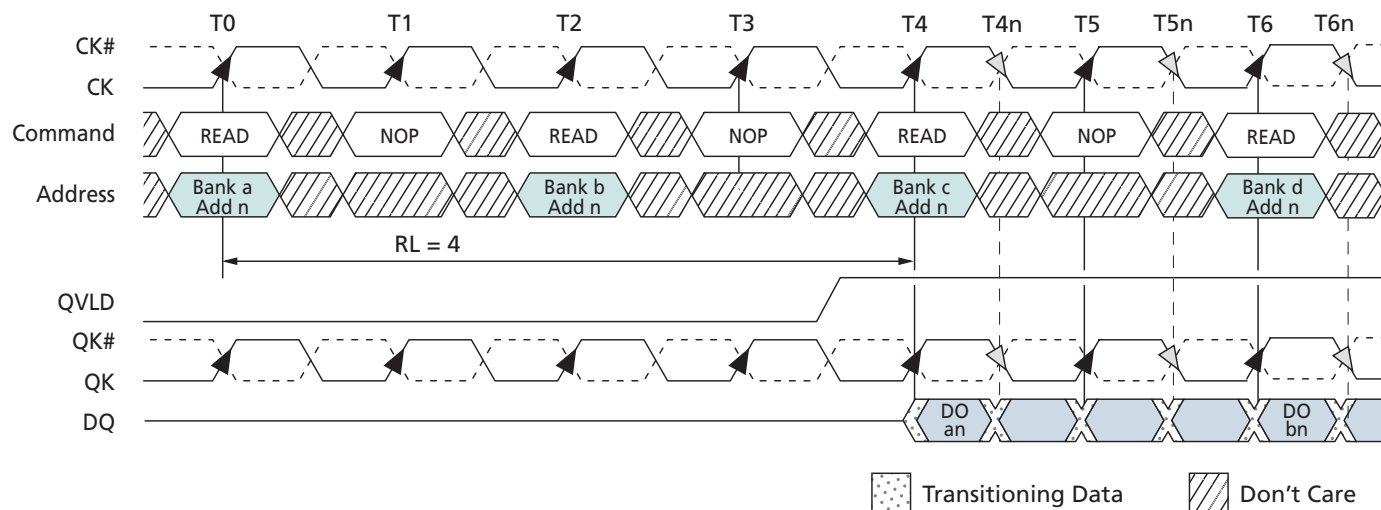 T0 T1 T2 T3 T4 T4n T5 T5n T6 T6n
CK#
CK
Command READ NOP READ NOP READ NOP READ
Address Bank a Add n Bank b Add n Bank c Add n Bank d Add n
RL = 4
QVLD
QK#
QK
DQ DO an DO bn
Transitioning Data Don't Care